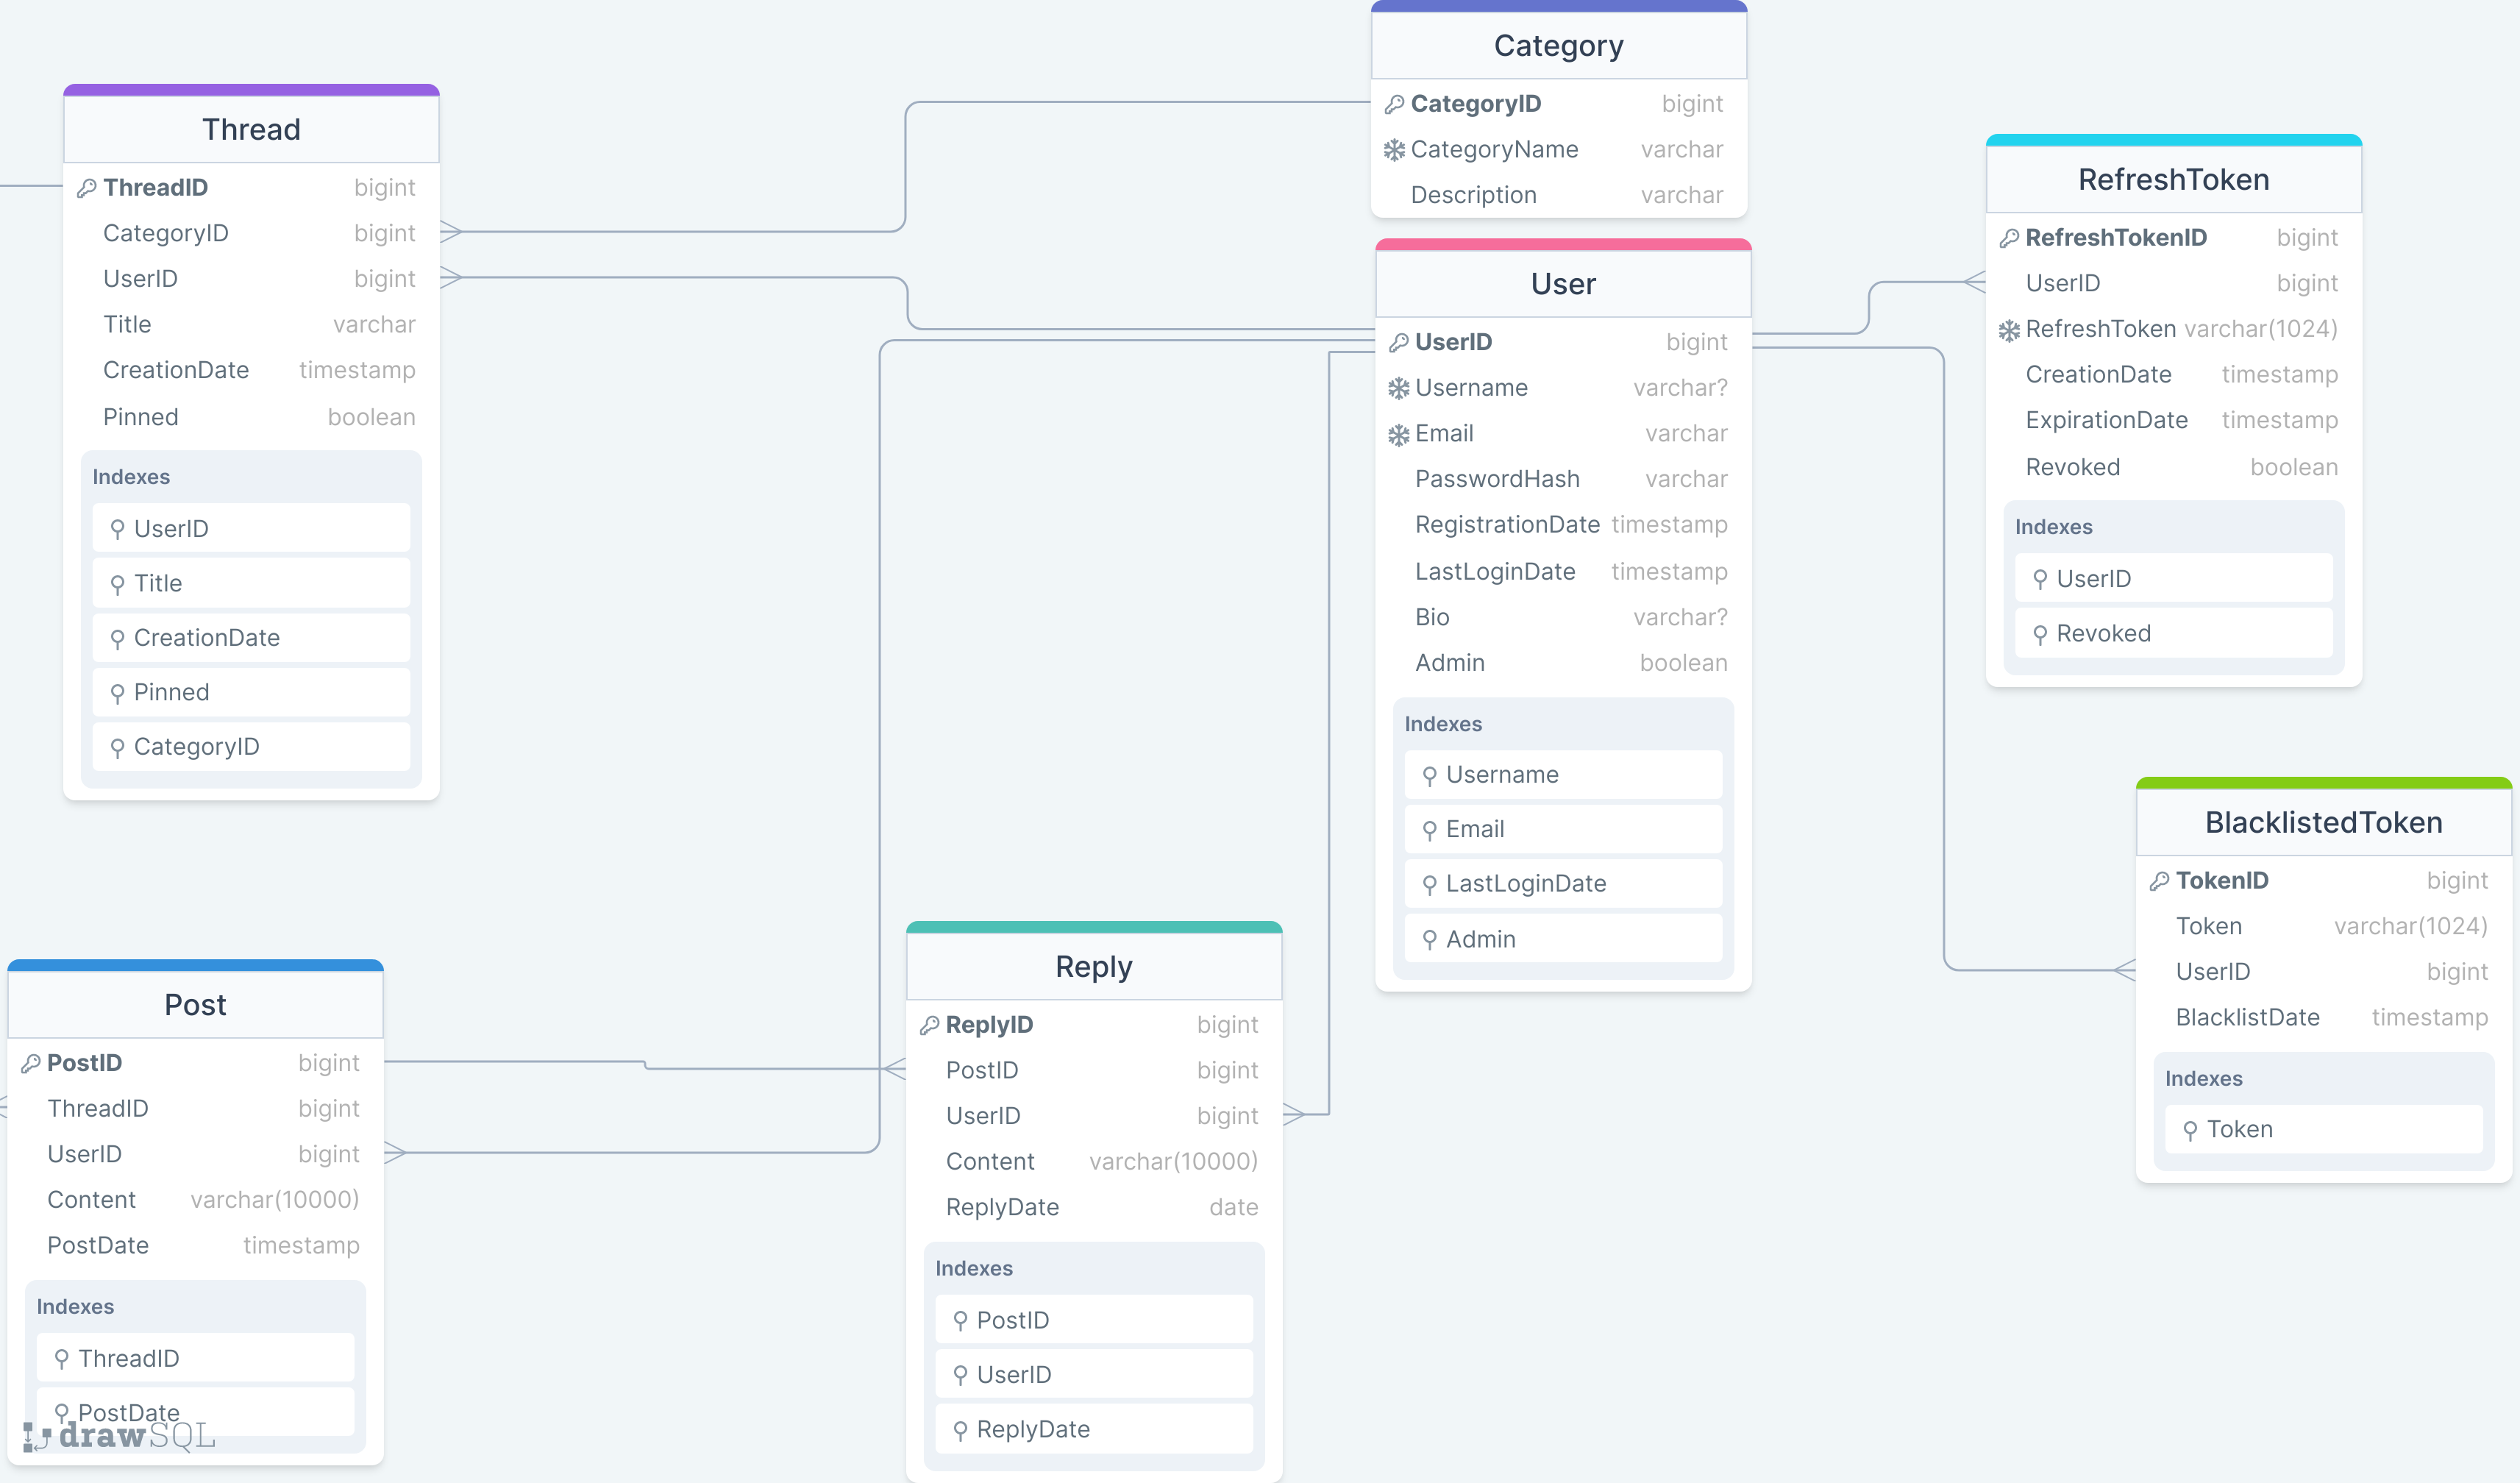 Category
CategoryID bigint
CategoryName varchar
Description varchar
Thread
ThreadID bigint
CategoryID bigint
UserID bigint
Title varchar
CreationDate timestamp
Pinned boolean
Indexes
UserID
Title
CreationDate
Pinned
CategoryID
User
UserID bigint
Username varchar?
Email varchar
PasswordHash varchar
RegistrationDate timestamp
LastLoginDate timestamp
Bio varchar?
Admin boolean
Indexes
Username
Email
LastLoginDate
Admin
RefreshToken
RefreshTokenID bigint
UserID bigint
RefreshToken varchar(1024)
CreationDate timestamp
ExpirationDate timestamp
Revoked boolean
Indexes
UserID
Revoked
BlacklistedToken
TokenID bigint
Token varchar(1024)
UserID bigint
BlacklistDate timestamp
Indexes
Token
Post
PostID bigint
ThreadID bigint
UserID bigint
Content varchar(10000)
PostDate timestamp
Indexes
ThreadID
PostDate
drawSQL
Reply
ReplyID bigint
PostID bigint
UserID bigint
Content varchar(10000)
ReplyDate date
Indexes
PostID
UserID
ReplyDate